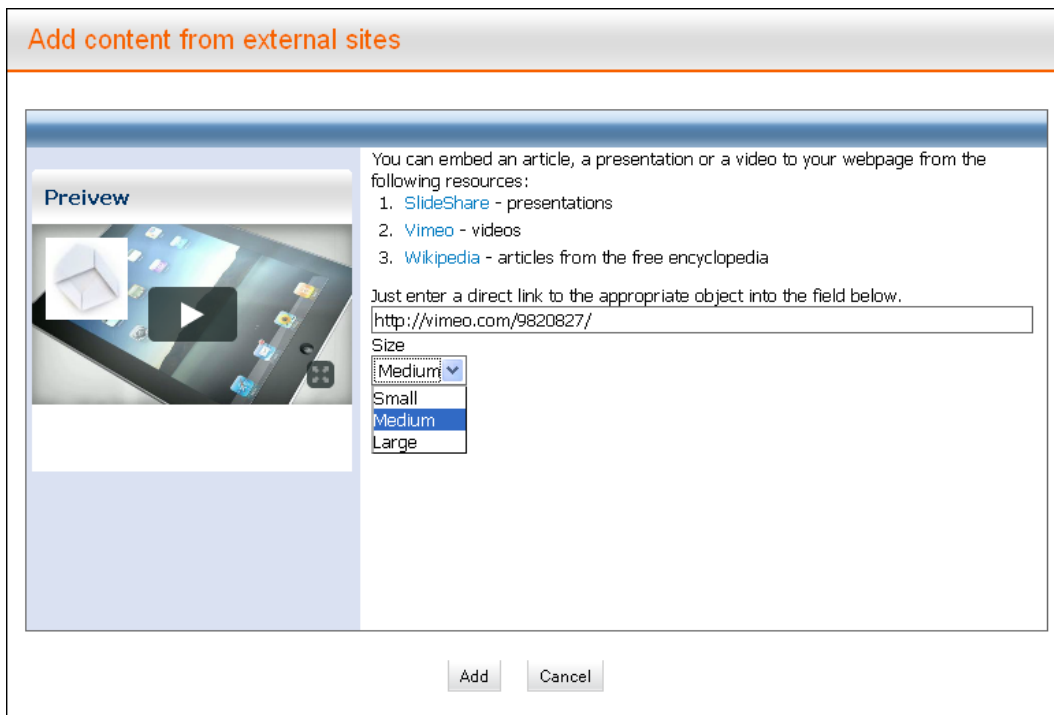 Add content from external sites
Preivew
You can embed an article, a presentation or a video to your webpage from the
following resources:
1. SlideShare - presentations
2. Vimeo - videos
3. Wikipedia - articles from the free encyclopedia
Just enter a direct link to the appropriate object into the field below.
http://vimeo.com/9820827/
Size
Medium
Small
Medium
Large
Add Cancel